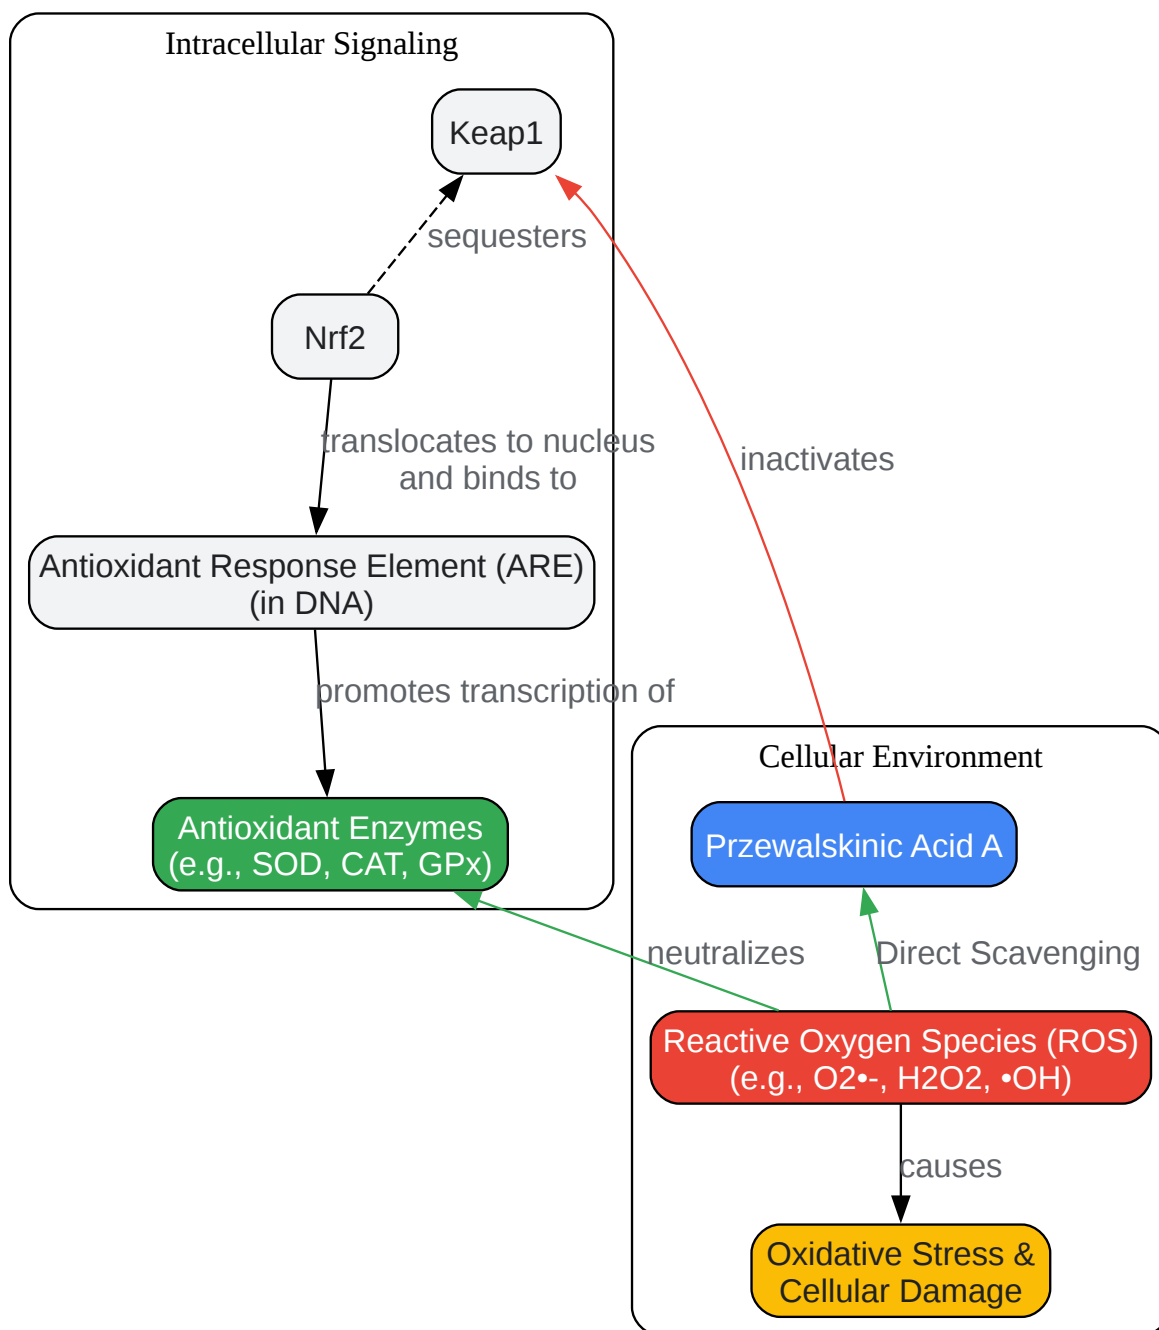 Intracellular Signaling
Keap1
sequesters
Nrf2
translocates to nucleus
and binds to
inactivates
Antioxidant Response Element (ARE)
(in DNA)
promotes transcription of
Cellular Environment
Antioxidant Enzymes
(e.g., SOD, CAT, GPx)
Przewalskinic Acid A
neutralizes
Direct Scavenging
Reactive Oxygen Species (ROS)
(e.g., O2•-, H2O2, •OH)
causes
Oxidative Stress &
Cellular Damage